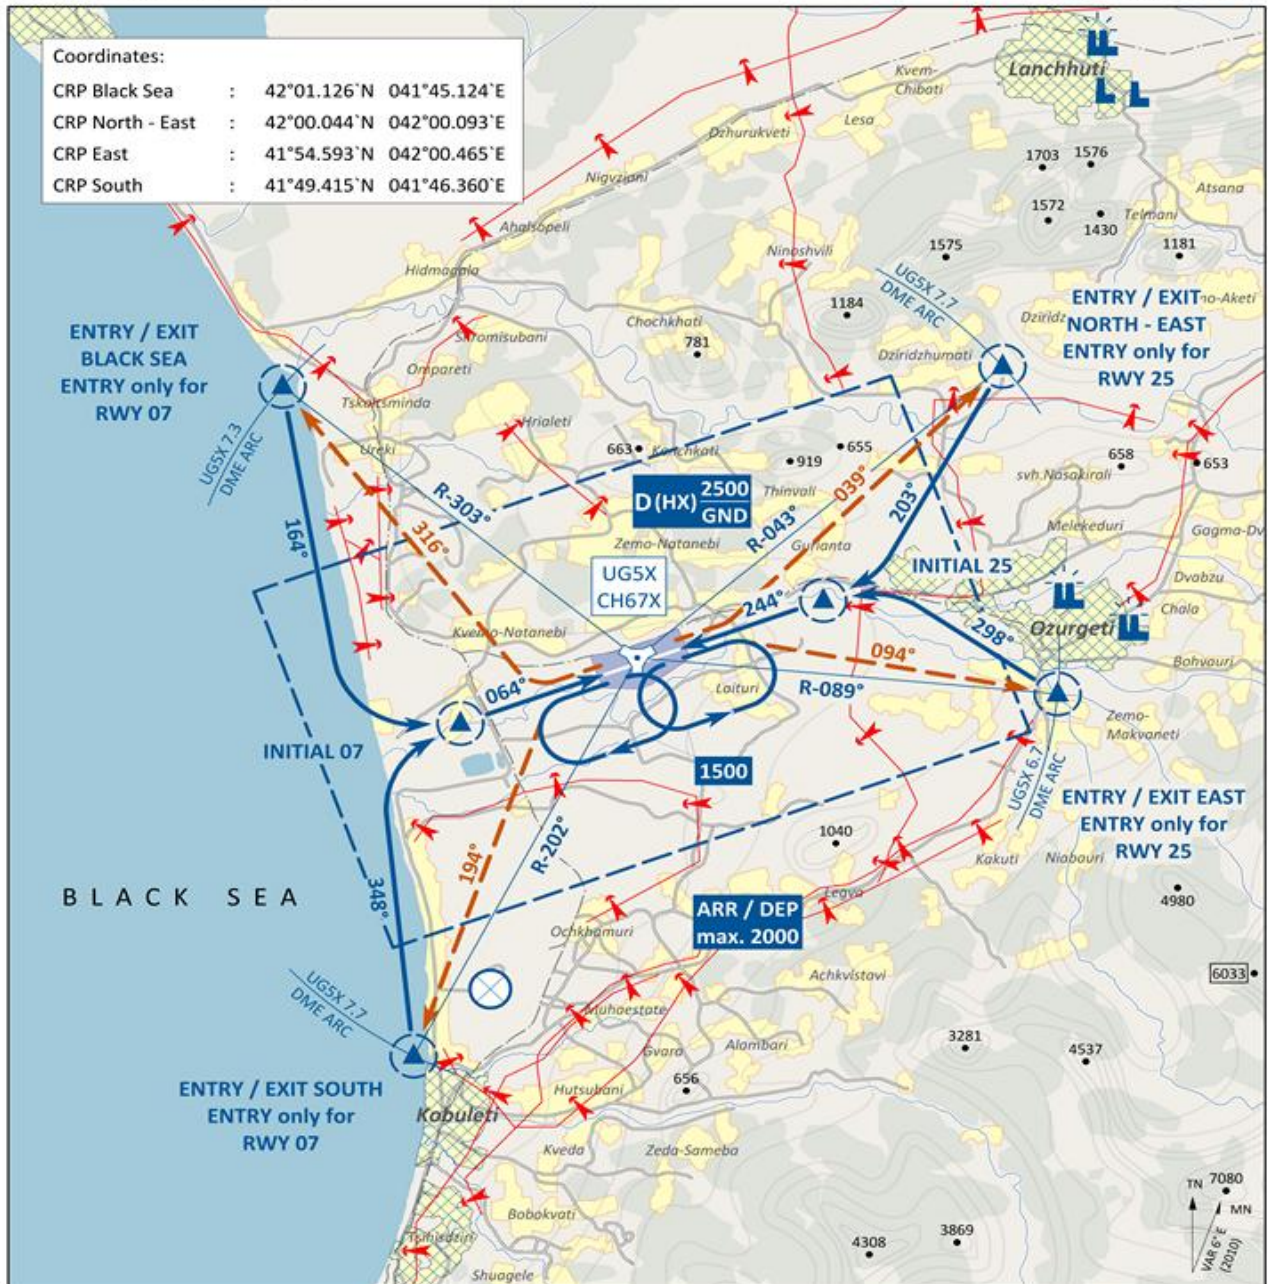 Coordinates:
CRP Black Sea : 42°01.126`N 041°45.124`E
CRP North - East : 42°00.044`N 042°00.093`E
CRP East : 41°54.593`N 042°00.465`E
CRP South : 41°49.415`N 041°46.360`E
Lanchhuti
Kvem-
Chibati
Lesa
Dzhurukveti
Nigvziani
1703
1576
Atsana
1572
1430
Telmani
Ahalsopeli
1575
1181
Ninoshvili
Hidmagala
UG5X 7.7
DME ARC
ENTRY / EXIT
NORTH - EAST
ENTRY only for
RWY 25
no-Aketi
Dziridz
1184
Chochkhati
781
Dziridzhumati
ENTRY / EXIT
BLACK SEA
ENTRY only for
RWY 07
Skromisubani
Ompareti
Tskaltsminda
Hrialeti
Ureki
UG5X 7.3
DME ARC
663
655
919
658
653
svh.Nasakirali
R-303°
D (HX) 2500
GND
Thinvali
039°
R-043°
203°
164°
316°
Zemo-Natanebi
Gurianta
Melekeduri
Gagma-Dv
UG5X
CH67X
INITIAL 25
Dvabzu
Chala
244°
Ozurgeti
298°
Kvemo-Natanebi
094°
Bohvauri
064°
Laituri
R-089°
Zemo-
Makvaneti
INITIAL 07
1500
UG5X 6.7
DME ARC
ENTRY / EXIT EAST
ENTRY only for
RWY 25
R-202°
194°
1040
Kakuti
Niabauri
348°
BLACK SEA
Legva
4980
ARR / DEP
max. 2000
Ochkhamuri
Achkvistavi
6033
UG5X 7.7
DME ARC
Muhaestate
Gvara
Alambari
3281
4537
ENTRY / EXIT SOUTH
ENTRY only for
RWY 07
Hutsubani
656
Kobuleti
Kveda
Zeda-Sameba
TN
7080
MN
VAR 6° E
(2010)
Bobokvati
Tsihisdziri
4308
3869
Shuagele